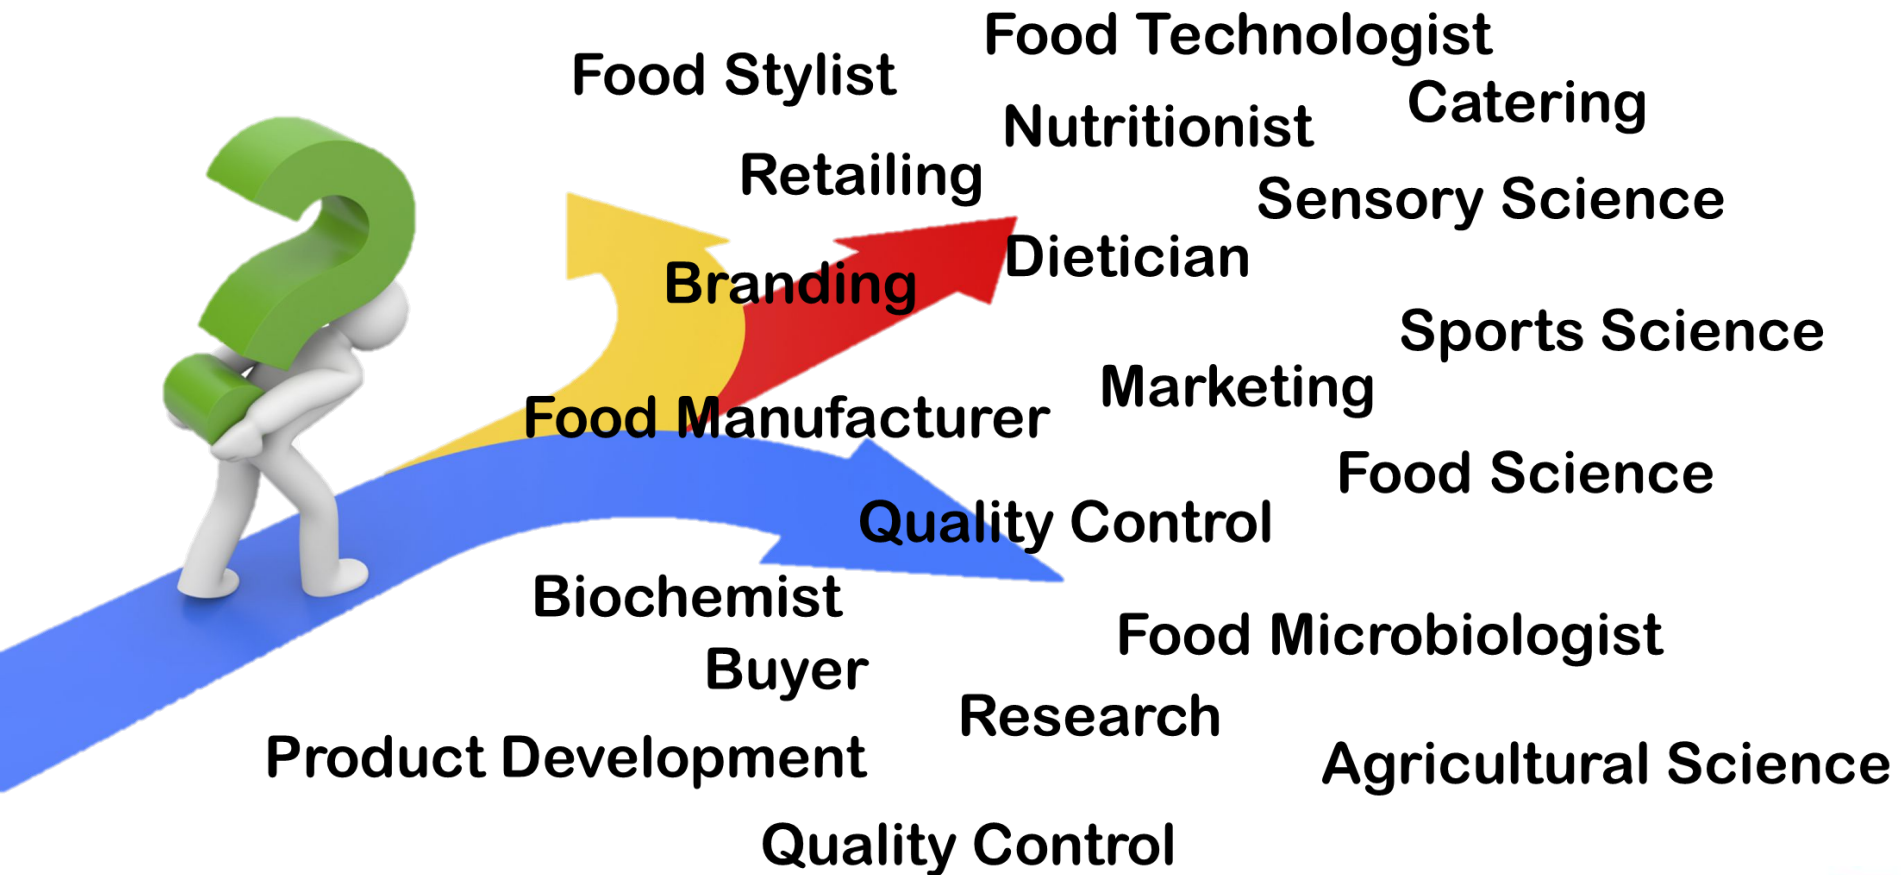 Food Technologist
Food Stylist
Catering
Nutritionist
Retailing
Sensory Science
Dietician
Branding
Sports Science
Marketing
Food Manufacturer
Food Science
Quality Control
Biochemist
Food Microbiologist
Buyer
Research
Product Development
Agricultural Science
Quality Control